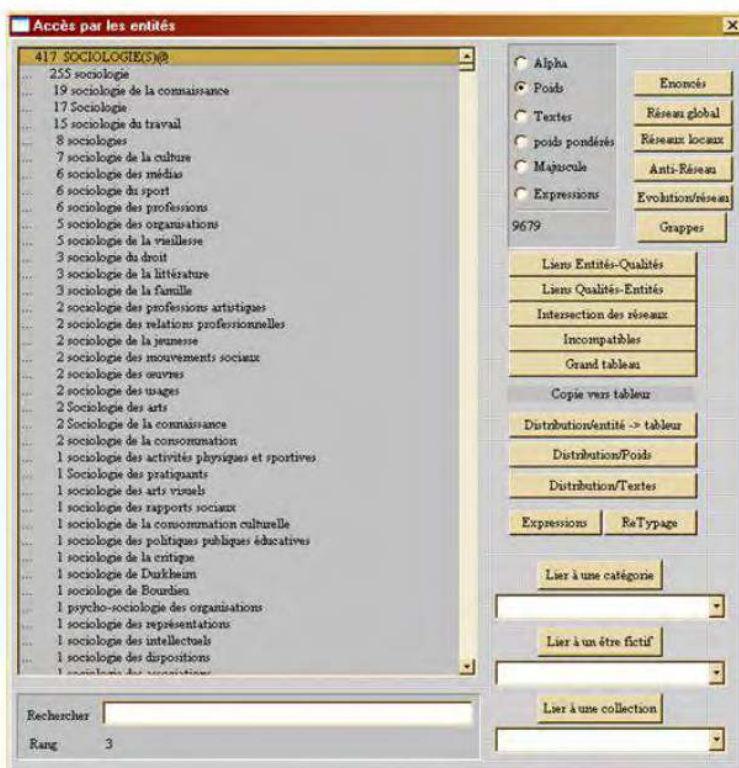 Accès par les entités
417 SOCIOLOGIE(S)@
... 255 sociologie
... 19 sociologie de la connaissance
... 17 Sociologie
... 15 sociologie du travail
... 8 sociologies
... 7 sociologie de la culture
... 6 sociologie des médias
... 6 sociologie du sport
... 6 sociologie des professions
... 5 sociologie des organisations
... 5 sociologie de la vieillesse
... 3 sociologie du droit
... 3 sociologie de la littérature
... 3 sociologie de la famille
... 2 sociologie des professions artistiques
... 2 sociologie des relations professionnelles
... 2 sociologie de la jeunesse
... 2 sociologie des mouvements sociaux
... 2 sociologie des œuvres
... 2 sociologie des usages
... 2 Sociologie des arts
... 2 Sociologie de la connaissance
... 2 sociologie de la consommation
... 1 sociologie des activités physiques et sportives
... 1 Sociologie des pratiquants
... 1 sociologie des arts visuels
... 1 sociologie des rapports sociaux
... 1 sociologie de la consommation culturelle
... 1 sociologie des politiques publiques éducatives
... 1 sociologie de la critique
... 1 sociologie de Durkheim
... 1 sociologie de Bourdieu
... 1 psycho-sociologie des organisations
... 1 sociologie des représentations
... 1 sociologie des intellectuels
... 1 sociologie des dispositions
... 1 sociologie des associations
Rechercher
Rang 3
Alpha
Poids
Textes
poids pondérés
Majuscule
Expressions
9679
Enoncés
Réseau global
Réseaux locaux
Anti-Réseau
Evolution/réseau
Grappes
Liens Entités-Qualités
Liens Qualités-Entités
Intersection des réseaux
Incompatibles
Grand tableau
Copie vers tableur
Distribution/entité -> tableur
Distribution/Poids
Distribution/Textes
Expressions ReTypage
Lier à une catégorie
Lier à un être fictif
Lier à une collection